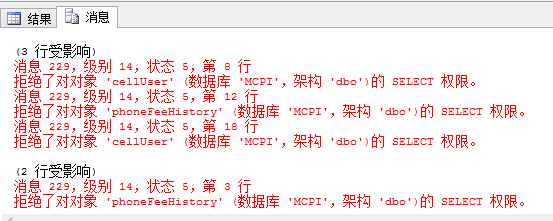 结果
消息
(3 行受影响)
消息 229，级别 14，状态 5，第 8 行
拒绝了对对象 'cellUser' (数据库 'MCPI'，架构 'dbo')的 SELECT 权限。
消息 229，级别 14，状态 5，第 12 行
拒绝了对对象 'phoneFeeHistory' (数据库 'MCPI'，架构 'dbo')的 SELECT 权限。
消息 229，级别 14，状态 5，第 18 行
拒绝了对对象 'cellUser' (数据库 'MCPI'，架构 'dbo')的 SELECT 权限。
(2 行受影响)
消息 229，级别 14，状态 5，第 3 行
拒绝了对对象 'phoneFeeHistory' (数据库 'MCPI'，架构 'dbo')的 SELECT 权限。